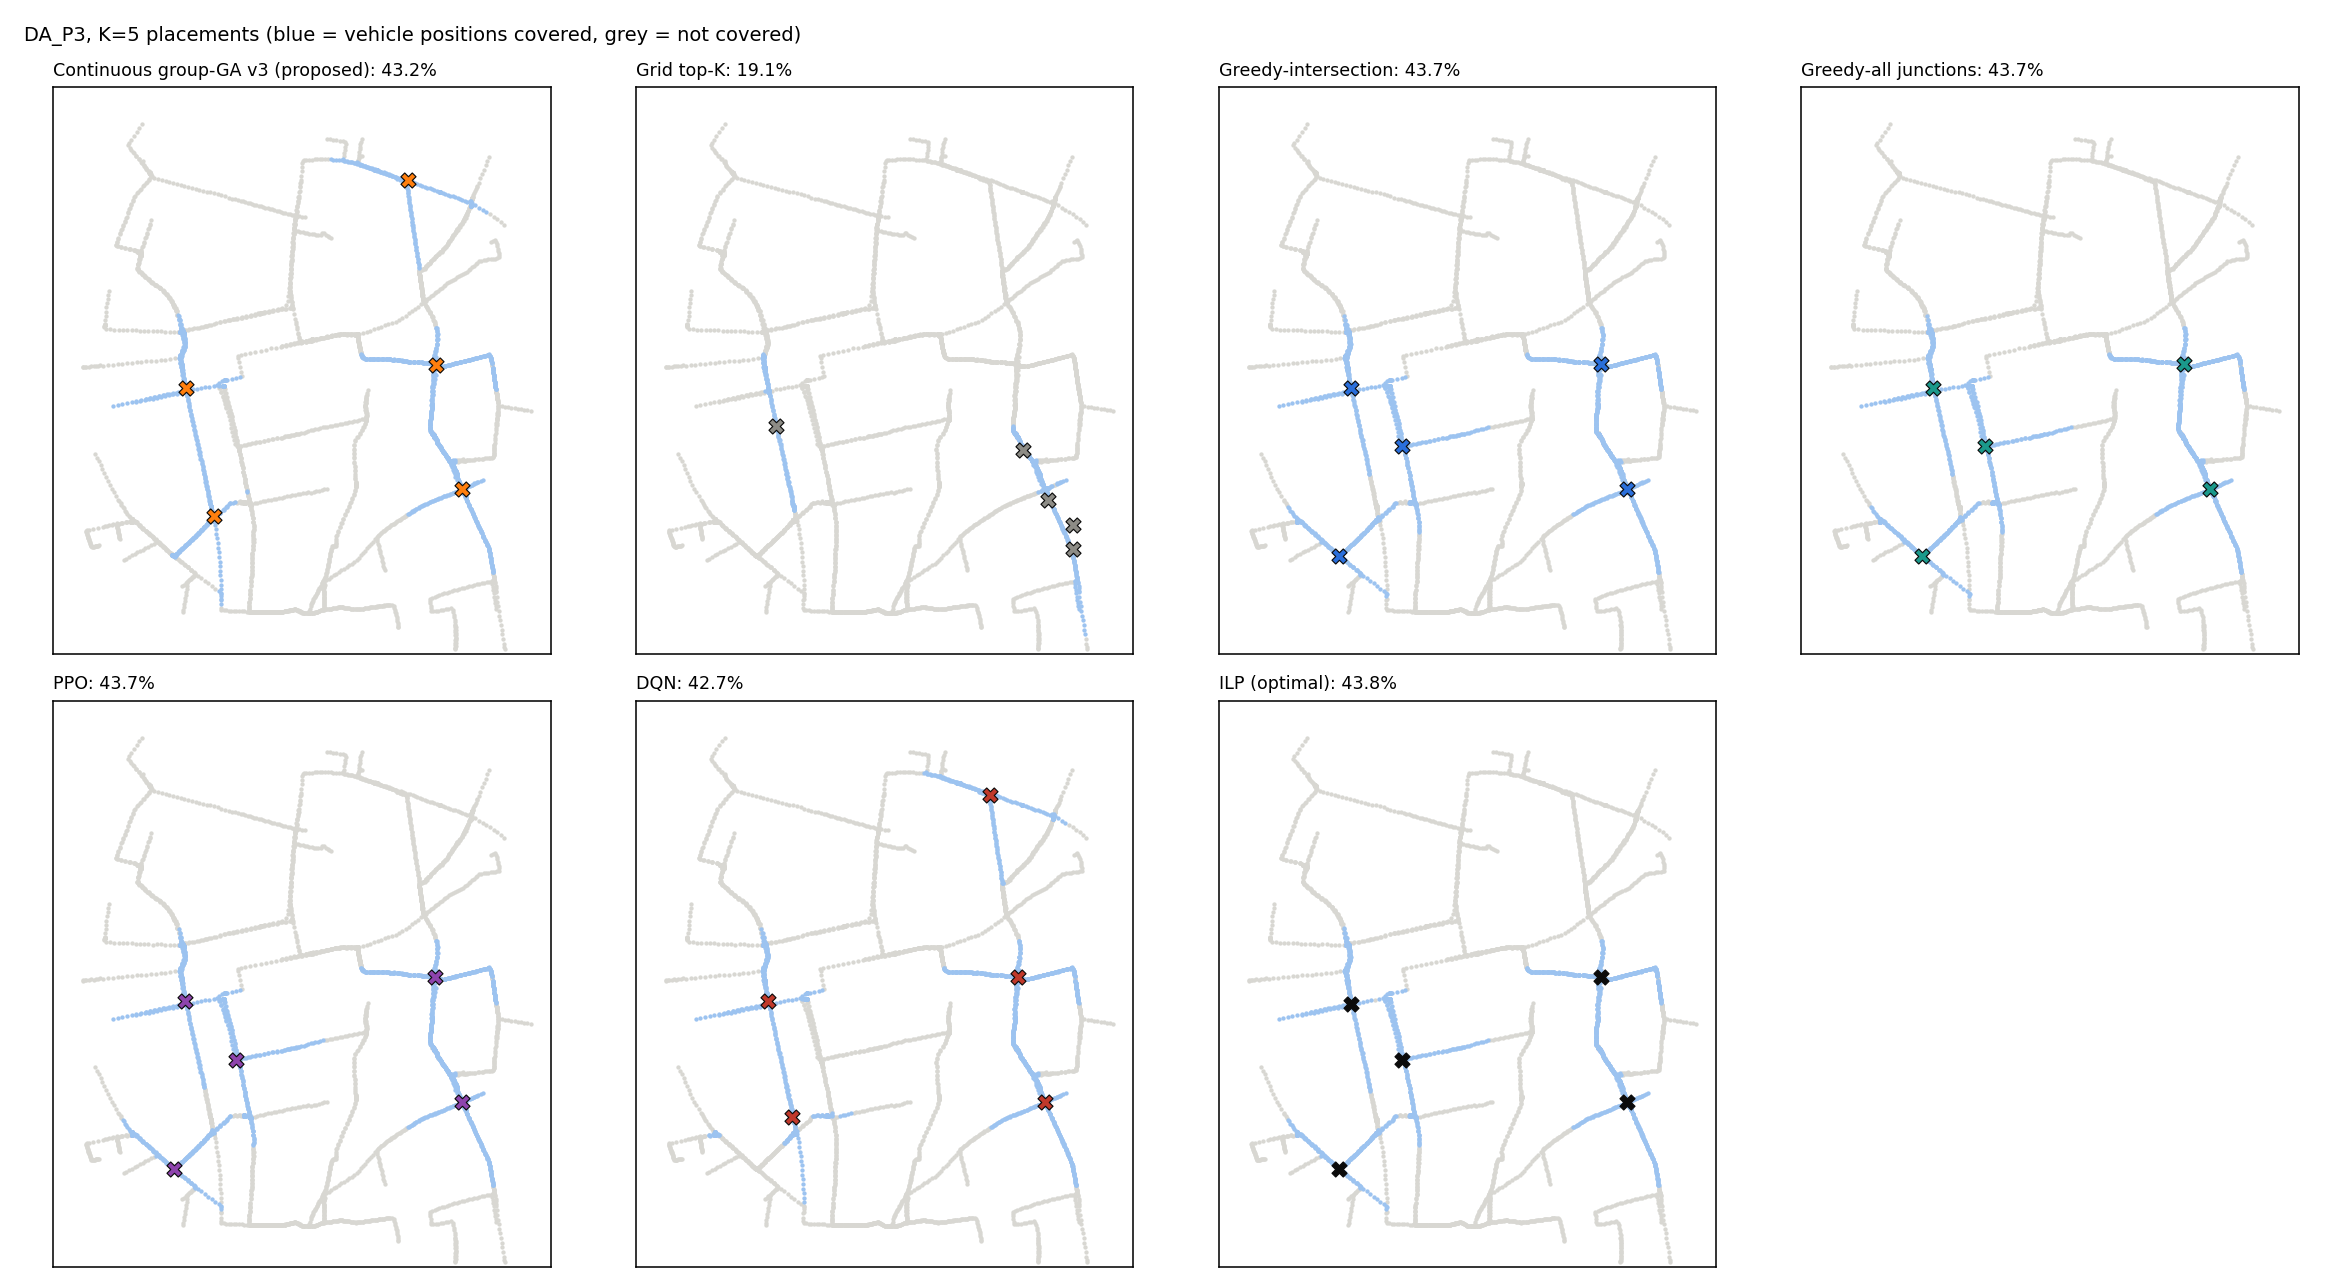 DA_P3, K=5 placements (blue = vehicle positions covered, grey = not covered)
Continuous group-GA v3 (proposed): 43.2%
Grid top-K: 19.1%
Greedy-intersection: 43.7%
Greedy-all junctions: 43.7%
PPO: 43.7%
DQN: 42.7%
ILP (optimal): 43.8%